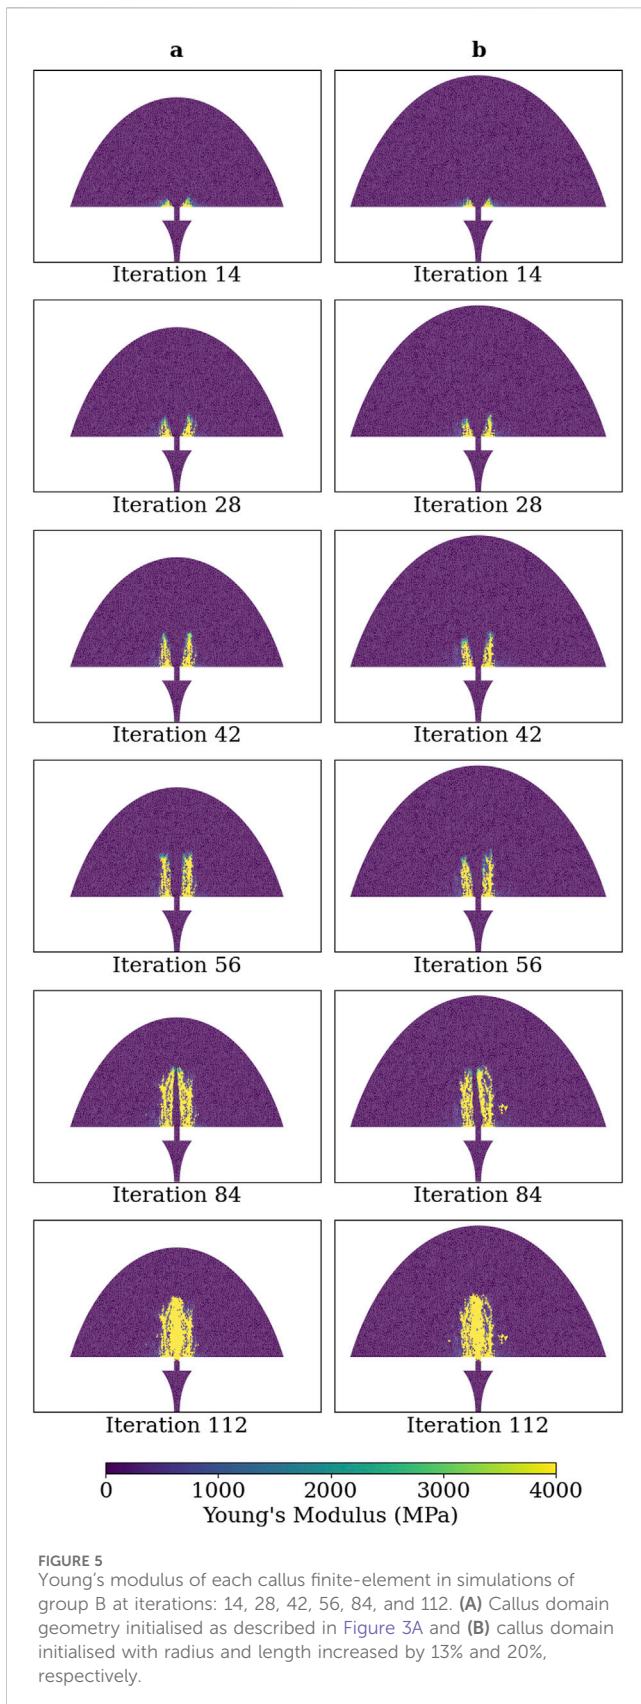 a
b
Iteration 14
Iteration 14
Iteration 28
Iteration 28
Iteration 42
Iteration 42
Iteration 56
Iteration 56
Iteration 84
Iteration 84
Iteration 112
Iteration 112
0 1000 2000 3000 4000
Young's Modulus (MPa)
FIGURE 5
Young’s modulus of each callus finite-element in simulations of
group B at iterations: 14, 28, 42, 56, 84, and 112. (A) Callus domain
geometry initialised as described in Figure 3A and (B) callus domain
initialised with radius and length increased by 13% and 20%,
respectively.